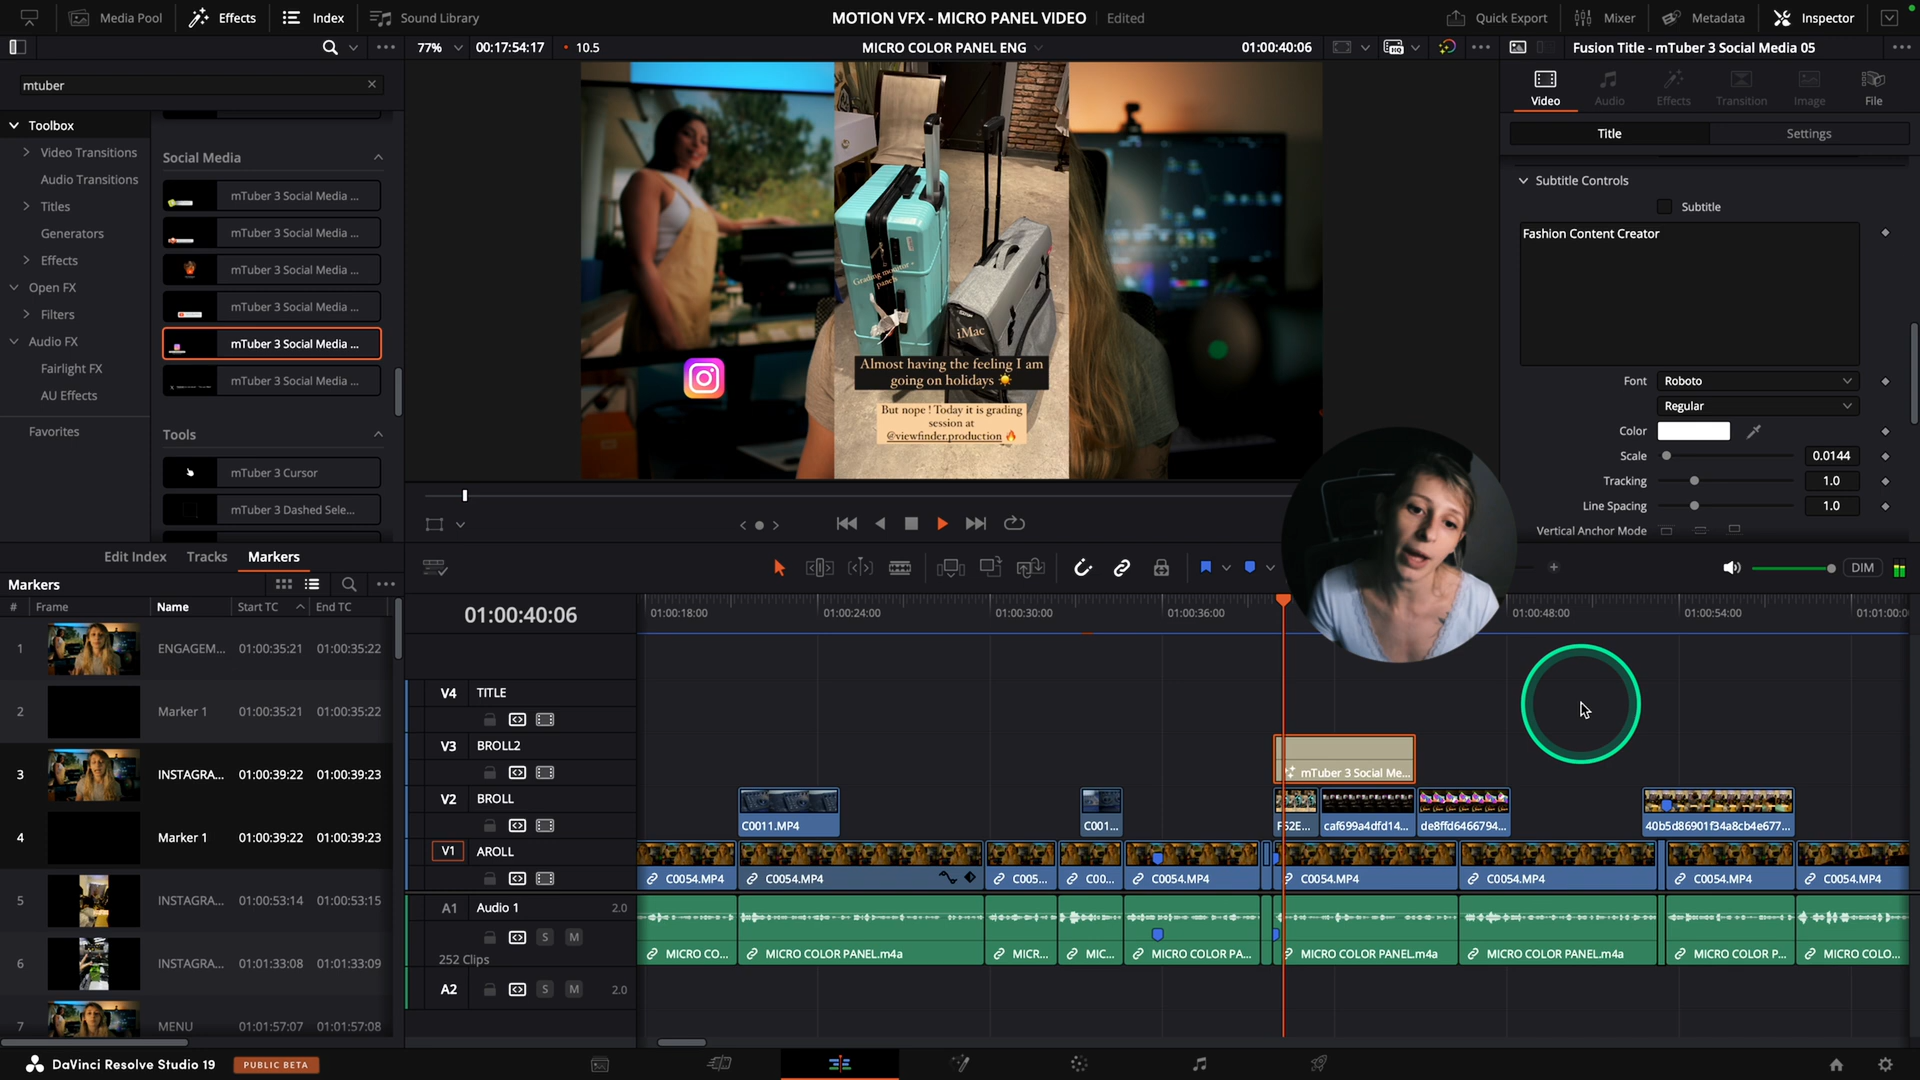 Media Pool
Effects
Index
Sound Library
MOTION VFX - MICRO PANEL VIDEO
Edited
Quick Export
Mixer
Metadata
Inspector
77%
00:17:54:17
10.5
MICRO COLOR PANEL ENG
01:00:40:06
Fusion Title - mTuber 3 Social Media 05
mtuber
Video
Audio
Effects
Transition
Image
File
Title
Settings
Toolbox
Video Transitions
Audio Transitions
Titles
Generators
Effects
Open FX
Filters
Audio FX
Fairlight FX
AU Effects
Favorites
Social Media
mTuber 3 Social Media ...
mTuber 3 Social Media ...
mTuber 3 Social Media ...
mTuber 3 Social Media ...
mTuber 3 Social Media ...
mTuber 3 Social Media ...
Tools
mTuber 3 Cursor
mTuber 3 Dashed Sele...
Grading monitor +
panels
iMac
Almost having the feeling I am
going on holidays ☀️
But nope ! Today it is grading
session at
@viewfinder.production 🔥
Subtitle Controls
Subtitle
Fashion Content Creator
Font
Roboto
Regular
Color
Scale
0.0144
Tracking
1.0
Line Spacing
1.0
Vertical Anchor Mode
DIM
Edit Index
Tracks
Markers
Markers
#
Frame
Name
Start TC
End TC
1
ENGAGEM...
01:00:35:21
01:00:35:22
2
Marker 1
01:00:35:21
01:00:35:22
3
INSTAGRA...
01:00:39:22
01:00:39:23
4
Marker 1
01:00:39:22
01:00:39:23
5
INSTAGRA...
01:00:53:14
01:00:53:15
6
INSTAGRA...
01:01:33:08
01:01:33:09
7
MENU
01:01:57:07
01:01:57:08
01:00:40:06
01:00:18:00
01:00:24:00
01:00:30:00
01:00:36:00
01:00:48:00
01:00:54:00
01:01:00:0
V4
TITLE
V3
BROLL2
mTuber 3 Social Me...
V2
BROLL
C0011.MP4
C001...
F52E...
caf699a4dfd14...
de8ffd6466794...
40b5d86901f34a8cb4e677...
V1
AROLL
C0054.MP4
C0054.MP4
C005...
C00...
C0054.MP4
C0054.MP4
C0054.MP4
C0054.MP4
C0054.MP4
A1
Audio 1
2.0
S
M
252 Clips
MICRO CO...
MICRO COLOR PANEL.m4a
MICR...
MIC...
MICRO COLOR PA...
MICRO COLOR PANEL.m4a
MICRO COLOR PANEL.m4a
MICRO COLOR P...
MICRO COLO...
A2
S
M
2.0
DaVinci Resolve Studio 19
PUBLIC BETA